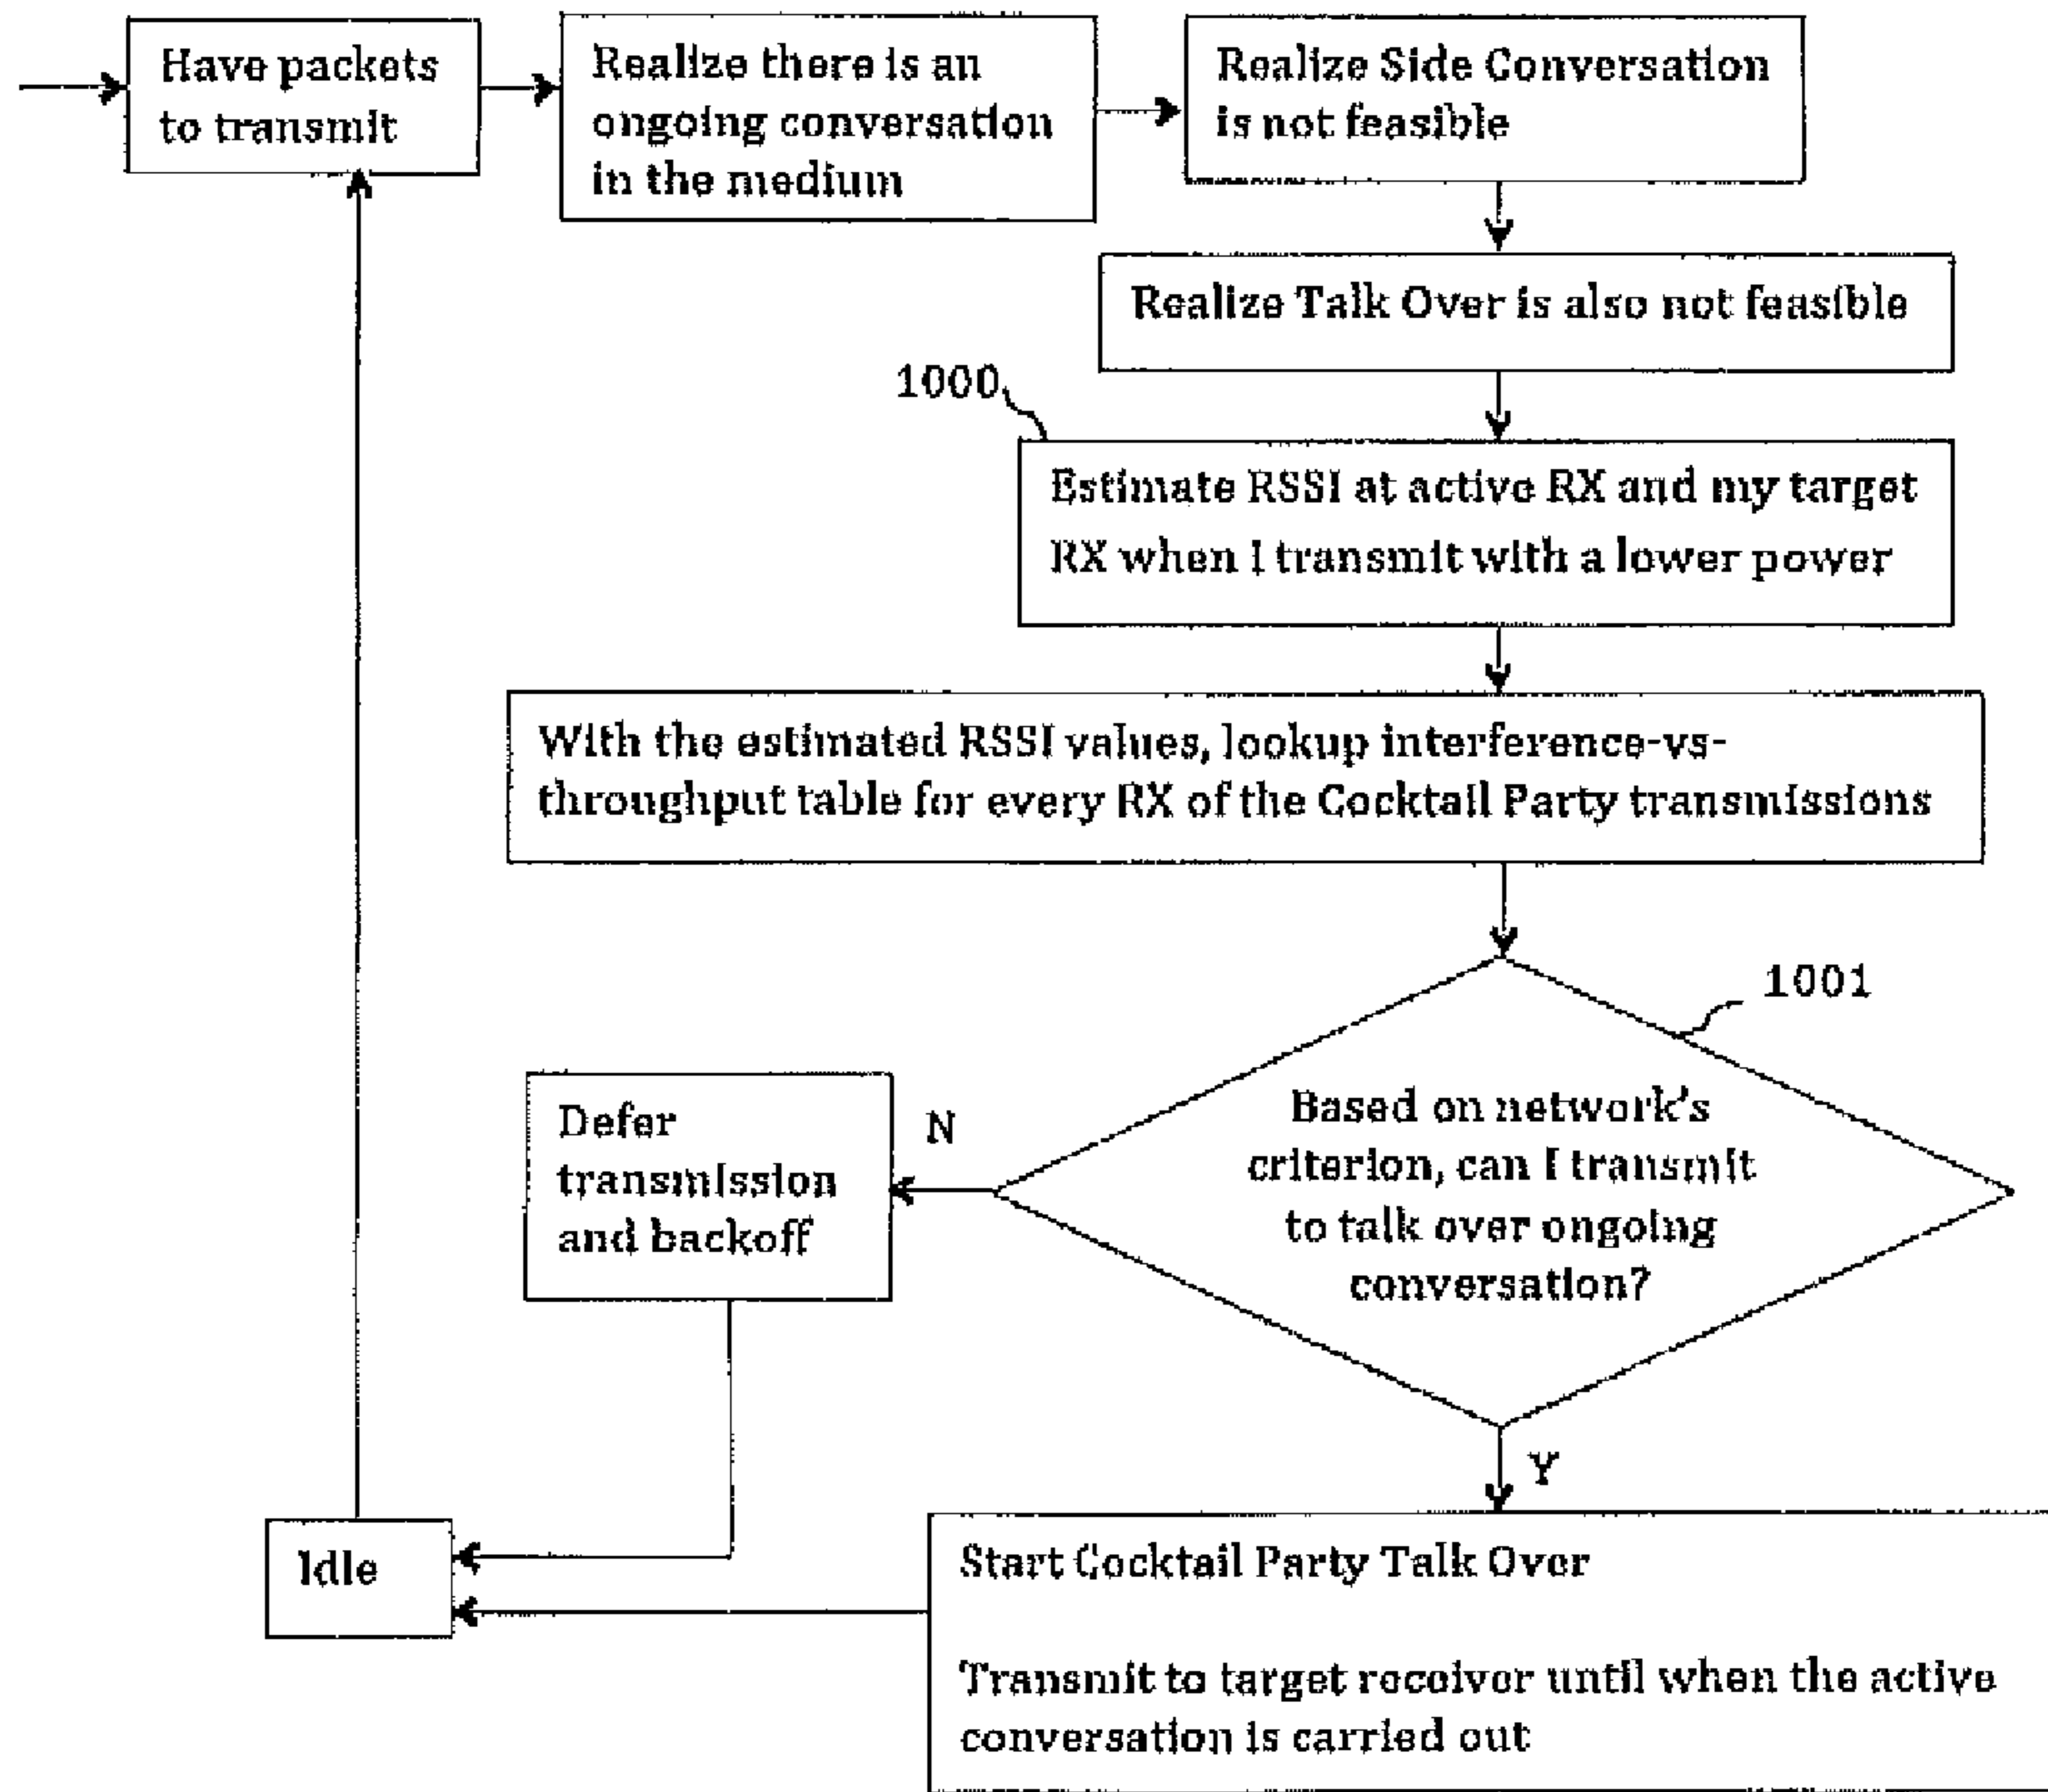 Have packets
to transmit
Realize there is an
ongoing conversation
in the medium
Realize Side Conversation
is not feasible
Realize Talk Over is also not feasible
1000
Estimate RSSI at active RX and my target
RX when I transmit with a lower power
With the estimated RSSI values, lookup interference-vs-
throughput table for every RX of the Cocktail Party transmissions
1001
Based on network's
criterion, can I transmit
to talk over ongoing
conversation?
N
Defer
transmission
and backoff
Y
Idle
Start Cocktail Party Talk Over
Transmit to target receiver until when the active
conversation is carried out